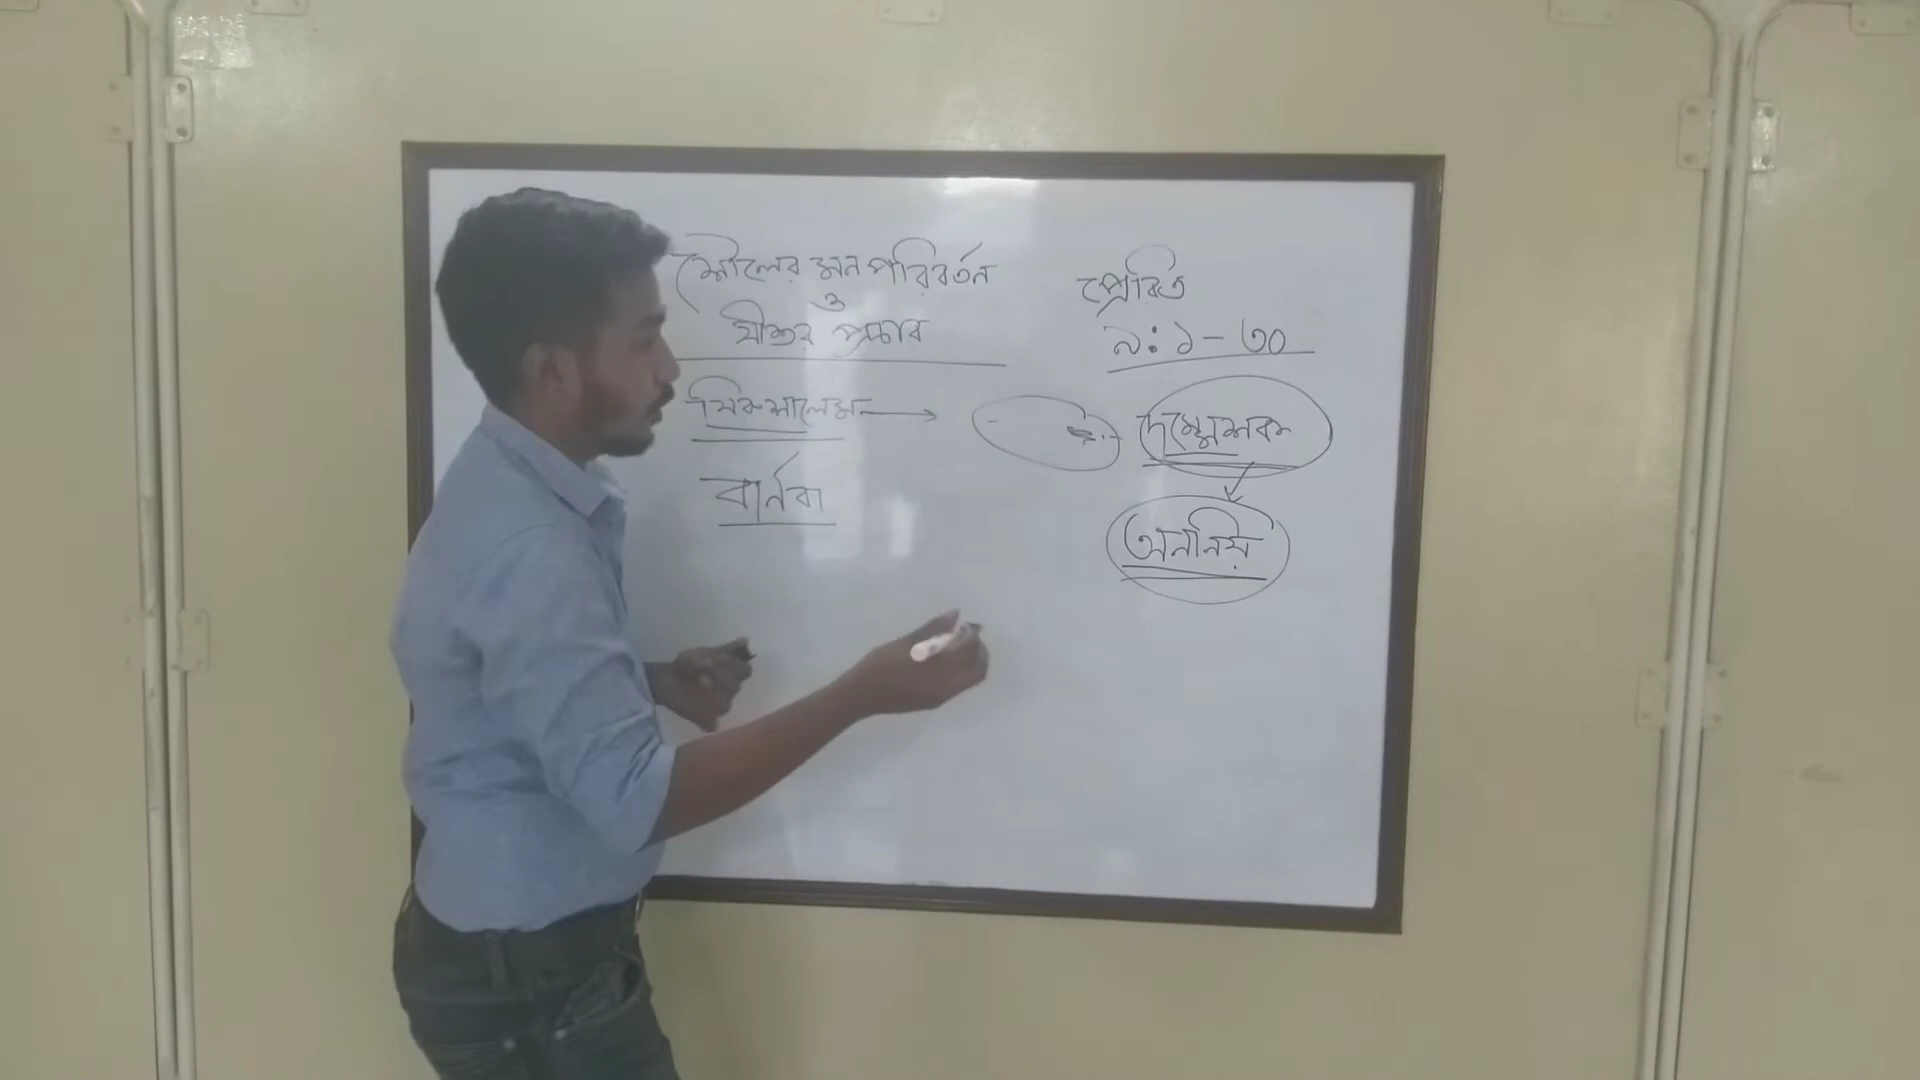 শৌলের মন পরিবর্তন
ও
যীশুর প্রচার
প্রেরিত
৯: ১ - ৩০
যিরুশালেম
দম্মেশক
বার্নবা
অননিয়